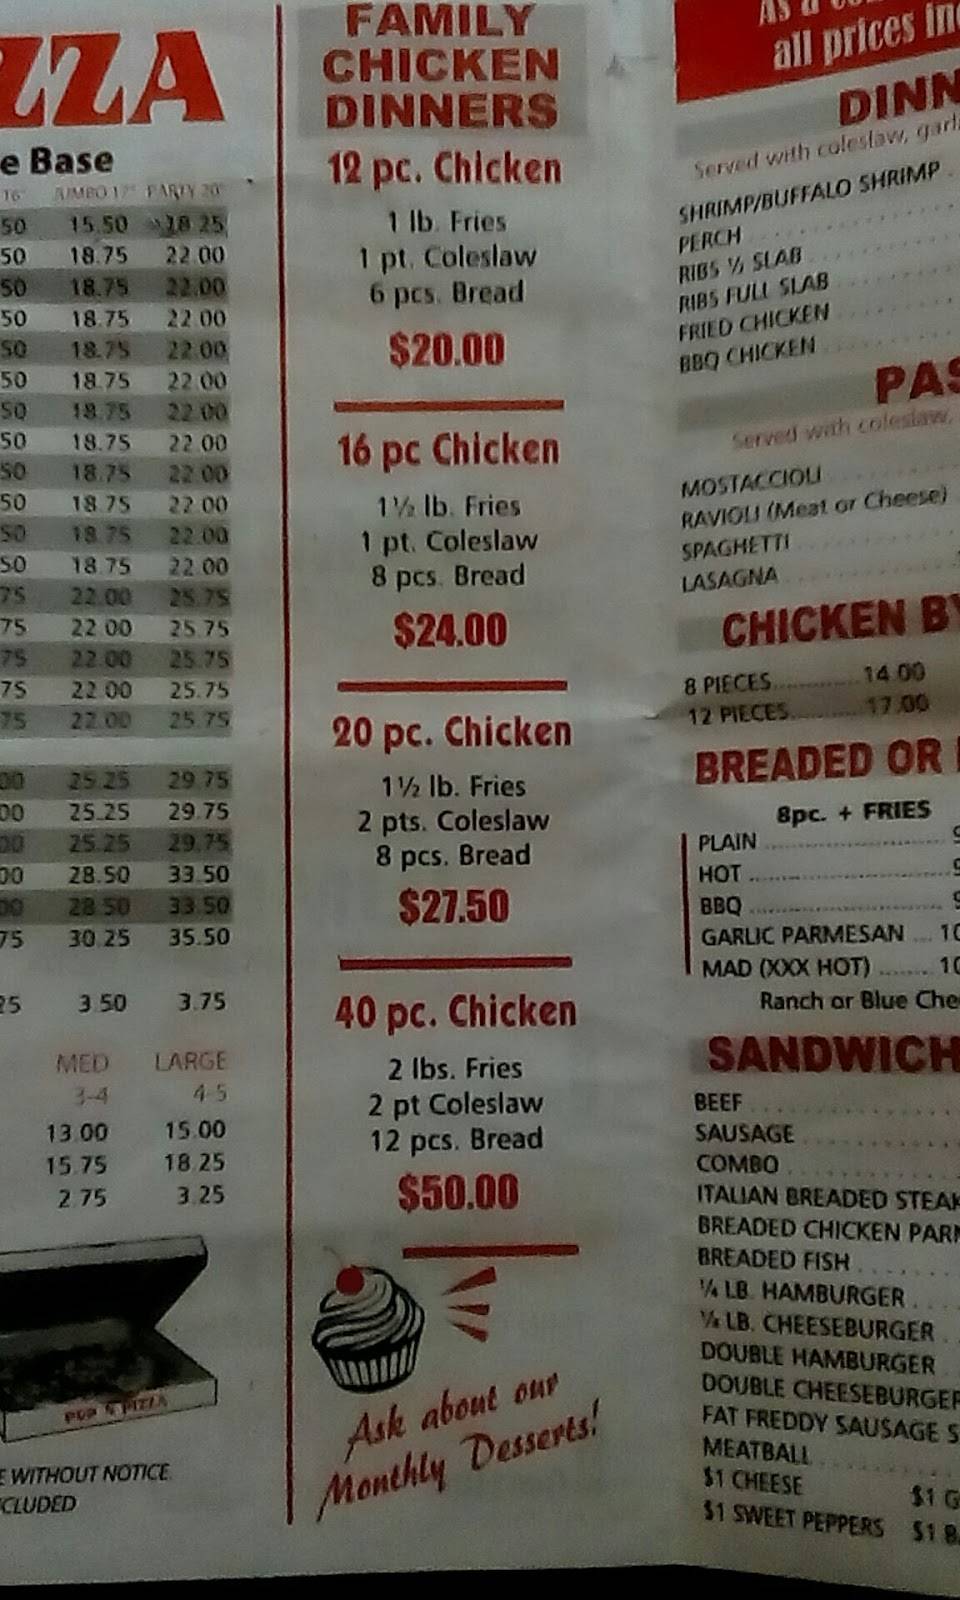 ZZA
e Base
16" JUMBO 17" PARTY 20"
50 15.50 18.25
50 18.75 22.00
50 18.75 22.00
50 18.75 22.00
50 18.75 22.00
50 18.75 22.00
50 18.75 22.00
50 18.75 22.00
50 18.75 22.00
50 18.75 22.00
50 18.75 22.00
50 18.75 22.00
75 22.00 25.75
75 22.00 25.75
75 22.00 25.75
75 22.00 25.75
75 22.00 25.75
00 25.25 29.75
00 25.25 29.75
00 25.25 29.75
00 28.50 33.50
00 28.50 33.50
75 30.25 35.50
25 3.50 3.75
MED LARGE
3-4 4-5
13.00 15.00
15.75 18.25
2.75 3.25
PUB N PIZZA
E WITHOUT NOTICE
CLUDED
FAMILY
CHICKEN
DINNERS
12 pc. Chicken
1 lb. Fries
1 pt. Coleslaw
6 pcs. Bread
$20.00
16 pc Chicken
1½ lb. Fries
1 pt. Coleslaw
8 pcs. Bread
$24.00
20 pc. Chicken
1½ lb. Fries
2 pts. Coleslaw
8 pcs. Bread
$27.50
40 pc. Chicken
2 lbs. Fries
2 pt Coleslaw
12 pcs. Bread
$50.00
Ask about our
Monthly Desserts!
all prices in
DINN
Served with coleslaw, garl
SHRIMP/BUFFALO SHRIMP
PERCH
RIBS ½ SLAB
RIBS FULL SLAB
FRIED CHICKEN
BBQ CHICKEN
PAS
Served with coleslaw,
MOSTACCIOLI
RAVIOLI (Meat or Cheese)
SPAGHETTI
LASAGNA
CHICKEN BY
8 PIECES............14.00
12 PIECES..........17.00
BREADED OR
8pc. + FRIES
PLAIN 9
HOT 9
BBQ 9
GARLIC PARMESAN ... 10
MAD (XXX HOT) ........ 10
Ranch or Blue Che
SANDWICH
BEEF
SAUSAGE
COMBO
ITALIAN BREADED STEAK
BREADED CHICKEN PARM
BREADED FISH
¼ LB. HAMBURGER
¼ LB. CHEESEBURGER
DOUBLE HAMBURGER
DOUBLE CHEESEBURGER
FAT FREDDY SAUSAGE S
MEATBALL
$1 CHEESE $1 G
$1 SWEET PEPPERS $1 B